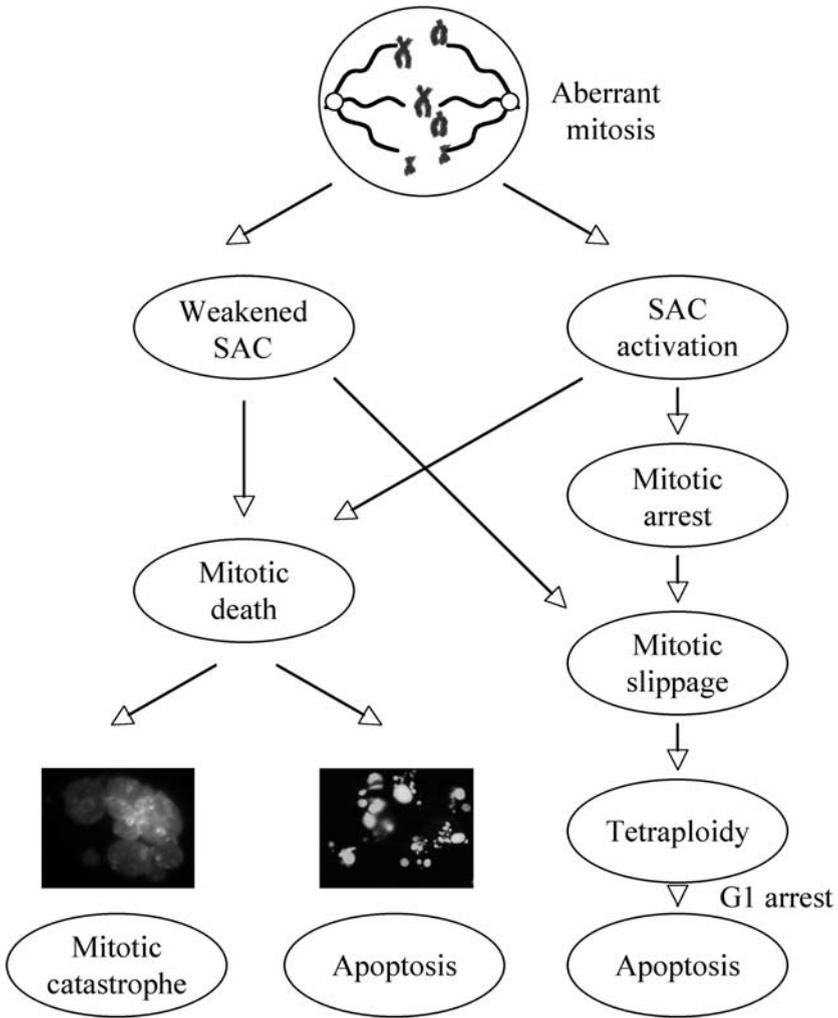 Aberrant
mitosis
Weakened
SAC
SAC
activation
Mitotic
arrest
Mitotic
death
Mitotic
slippage
Tetraploidy
G1 arrest
Mitotic
catastrophe
Apoptosis
Apoptosis